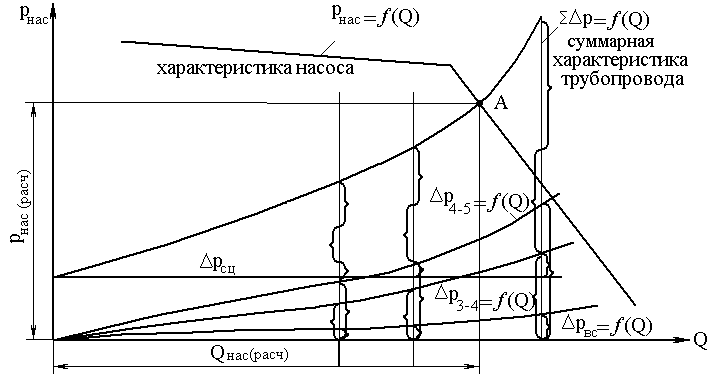 pнас
pнас=f(Q)
ΣΔp=f(Q)
суммарная
характеристика
трубопровода
характеристика насоса
A
pнас (расч)
Δp4-5=f(Q)
Δpсц
Δp3-4=f(Q)
Δpвс=f(Q)
Qнас(расч)
Q